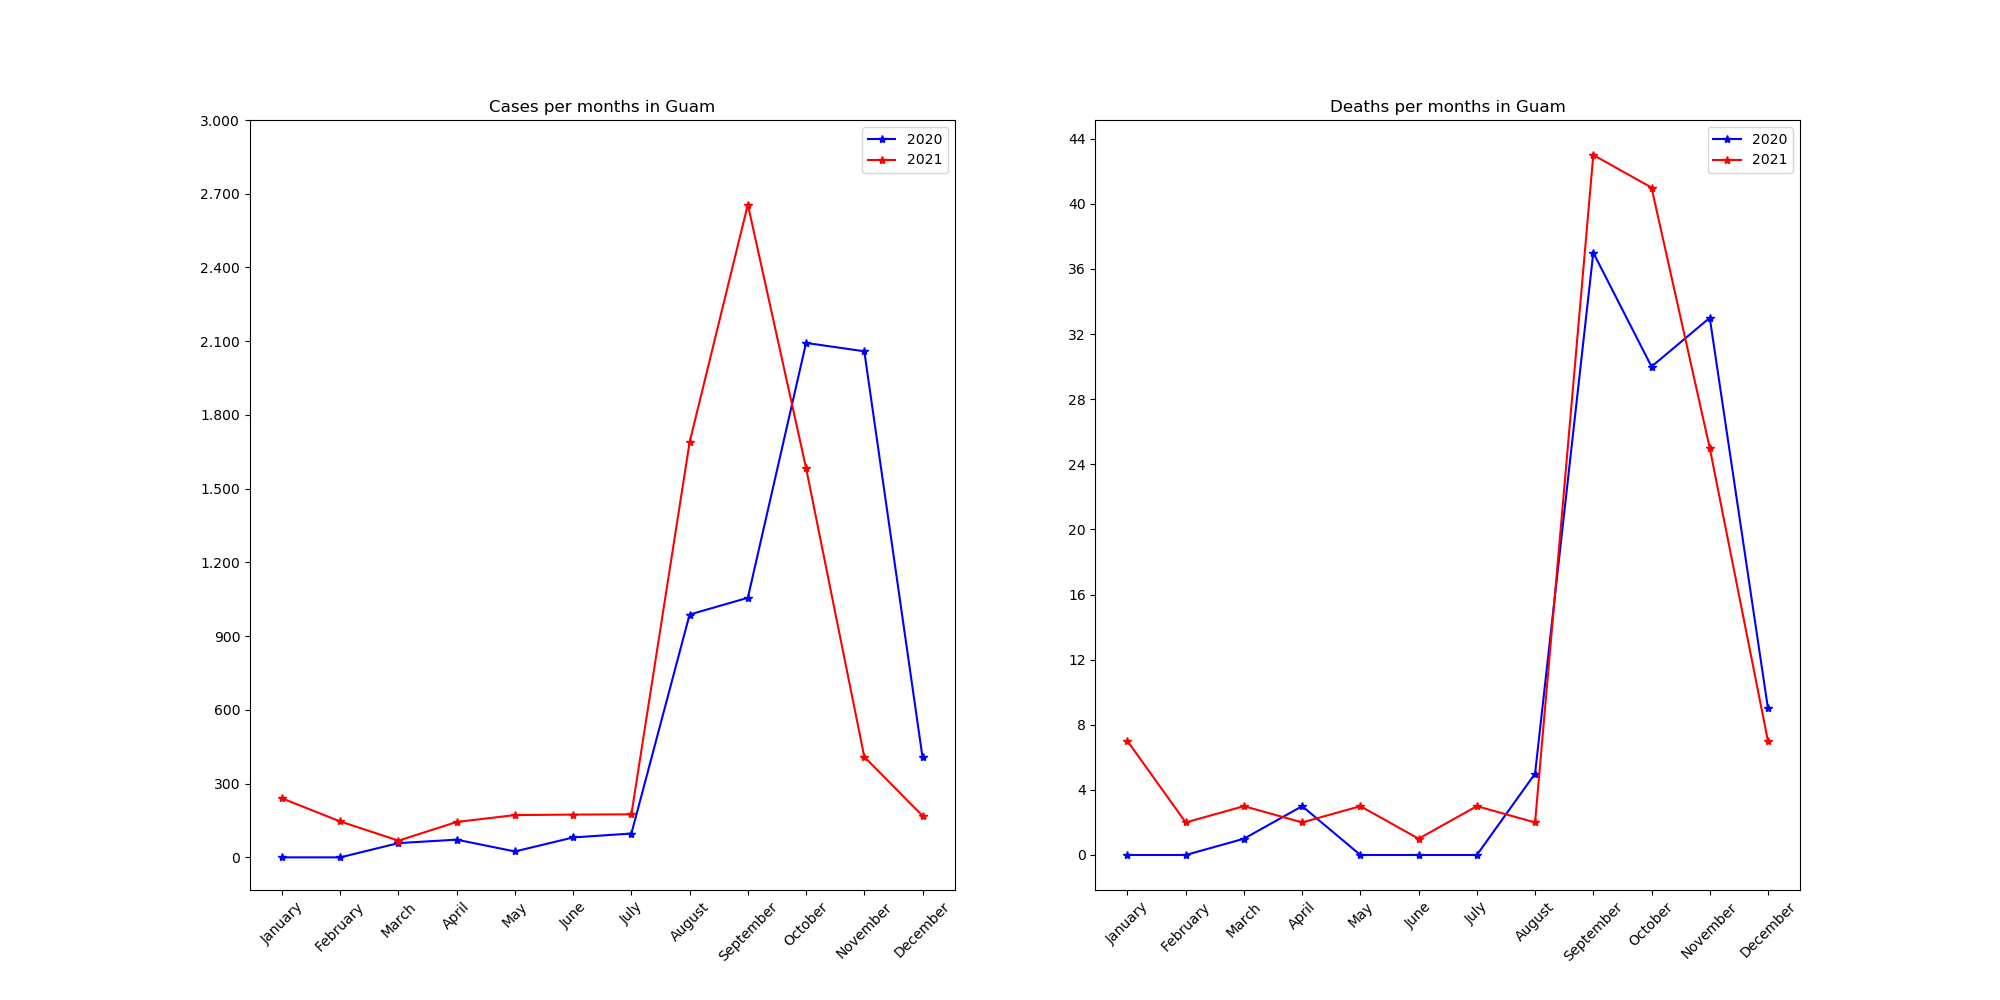 Cases per months in Guam
3.000
2.700
2.400
2.100
1.800
1.500
1.200
900
600
300
0
2020
2021
January
February
March
April
May
June
July
August
September
October
November
December
Deaths per months in Guam
44
40
36
32
28
24
20
16
12
8
4
0
2020
2021
January
February
March
April
May
June
July
August
September
October
November
December